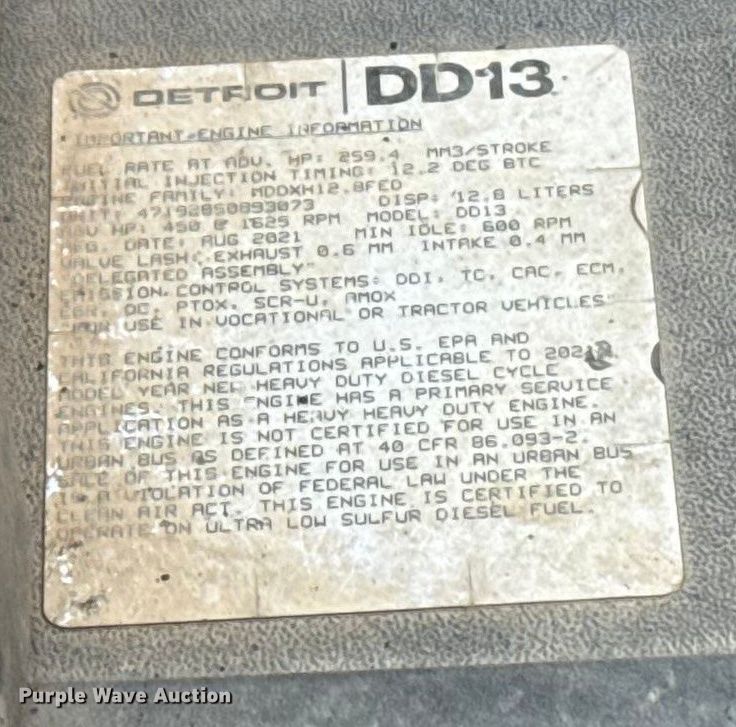 DETROIT | DD13
IMPORTANT ENGINE INFORMATION
FUEL RATE AT ADV. HP: 259.4 MM3/STROKE
INITIAL INJECTION TIMING: 12.2 DEG BTC
ENGINE FAMILY: MDDXH12.8FED DISP: 12.8 LITERS
UNIT: MODEL: DD13
ADV HP: 450 @ 1625 RPM MIN IDLE: 600 RPM
MFG. DATE: AUG 2021
VALVE LASH: EXHAUST 0.6 MM INTAKE 0.4 MM
"DELEGATED ASSEMBLY"
EMISSION CONTROL SYSTEMS: DDI, TC, CAC, ECM,
EGR, OC, PTOX, SCR-U, AMOX
"FOR USE IN VOCATIONAL OR TRACTOR VEHICLES"
THIS ENGINE CONFORMS TO U.S. EPA AND
CALIFORNIA REGULATIONS APPLICABLE TO
MODEL YEAR NEW HEAVY DUTY DIESEL CYCLE
ENGINES. THIS ENGINE HAS A PRIMARY SERVICE
APPLICATION AS A HEAVY HEAVY DUTY ENGINE.
THIS ENGINE IS NOT CERTIFIED FOR USE IN AN
URBAN BUS AS DEFINED AT 40 CFR 86.093-2.
SALE OF THIS ENGINE FOR USE IN AN URBAN BUS
IS A VIOLATION OF FEDERAL LAW UNDER THE
CLEAN AIR ACT. THIS ENGINE IS CERTIFIED TO
OPERATE ON ULTRA LOW SULFUR DIESEL FUEL.
Purple Wave Auction